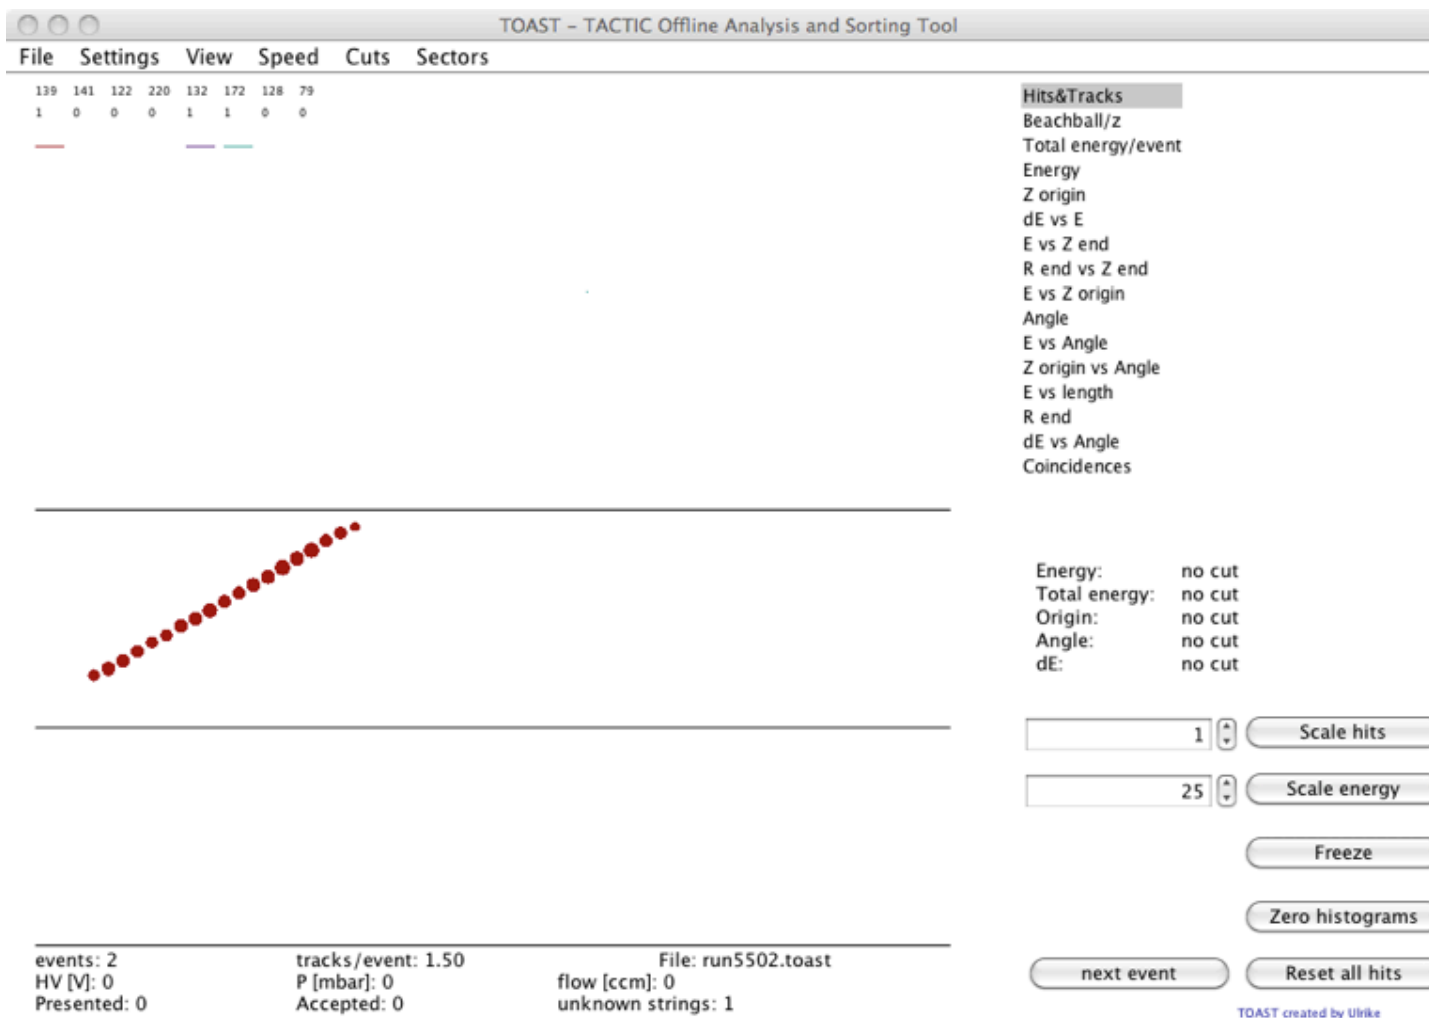 TOAST - TACTIC Offline Analysis and Sorting Tool
File Settings View Speed Cuts Sectors
139 141 122 220 132 172 128 79
1 0 0 0 1 1 0 0
Hits&Tracks
Beachball/z
Total energy/event
Energy
Z origin
dE vs E
E vs Z end
R end vs Z end
E vs Z origin
Angle
E vs Angle
Z origin vs Angle
E vs length
R end
dE vs Angle
Coincidences
Energy: no cut
Total energy: no cut
Origin: no cut
Angle: no cut
dE: no cut
1 Scale hits
25 Scale energy
Freeze
Zero histograms
next event Reset all hits
events: 2 tracks/event: 1.50 File: run5502.toast
HV [V]: 0 P [mbar]: 0 flow [ccm]: 0
Presented: 0 Accepted: 0 unknown strings: 1
TOAST created by Ulrike